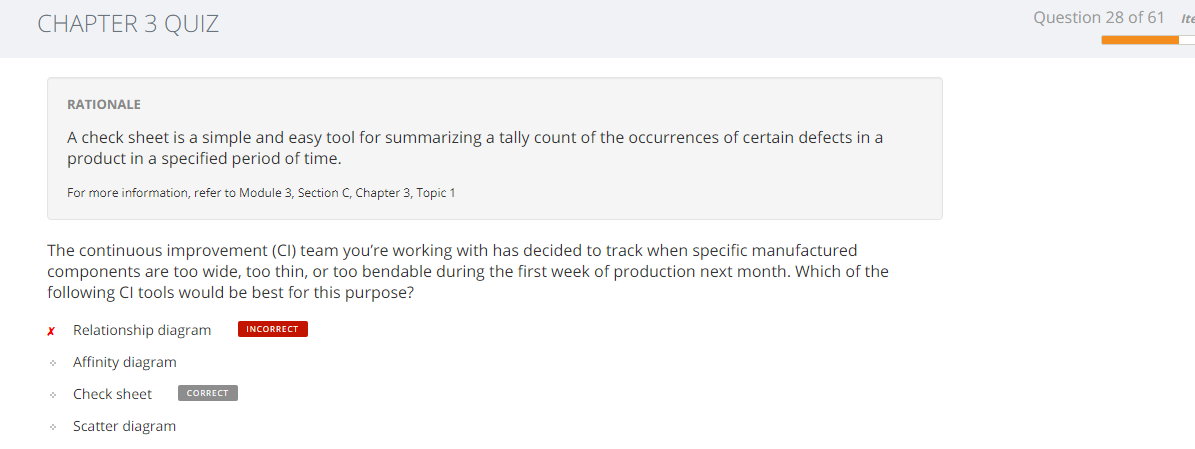 CHAPTER 3 QUIZ
Question 28 of 61
RATIONALE
A check sheet is a simple and easy tool for summarizing a tally count of the occurrences of certain defects in a
product in a specified period of time.
For more information, refer to Module 3, Section C, Chapter 3, Topic 1
The continuous improvement (CI) team you’re working with has decided to track when specific manufactured
components are too wide, too thin, or too bendable during the first week of production next month. Which of the
following CI tools would be best for this purpose?
✗ Relationship diagram INCORRECT
Affinity diagram
Check sheet CORRECT
Scatter diagram